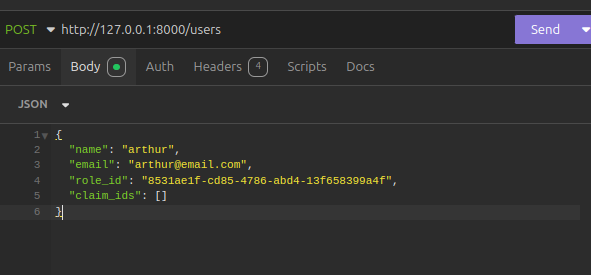 POST http://127.0.0.1:8000/users Send
Params Body Auth Headers 4 Scripts Docs
JSON
1 {
2 "name": "arthur",
3 "email": "arthur@email.com",
4 "role_id": "8531ae1f-cd85-4786-abd4-13f658399a4f",
5 "claim_ids": []
6 }